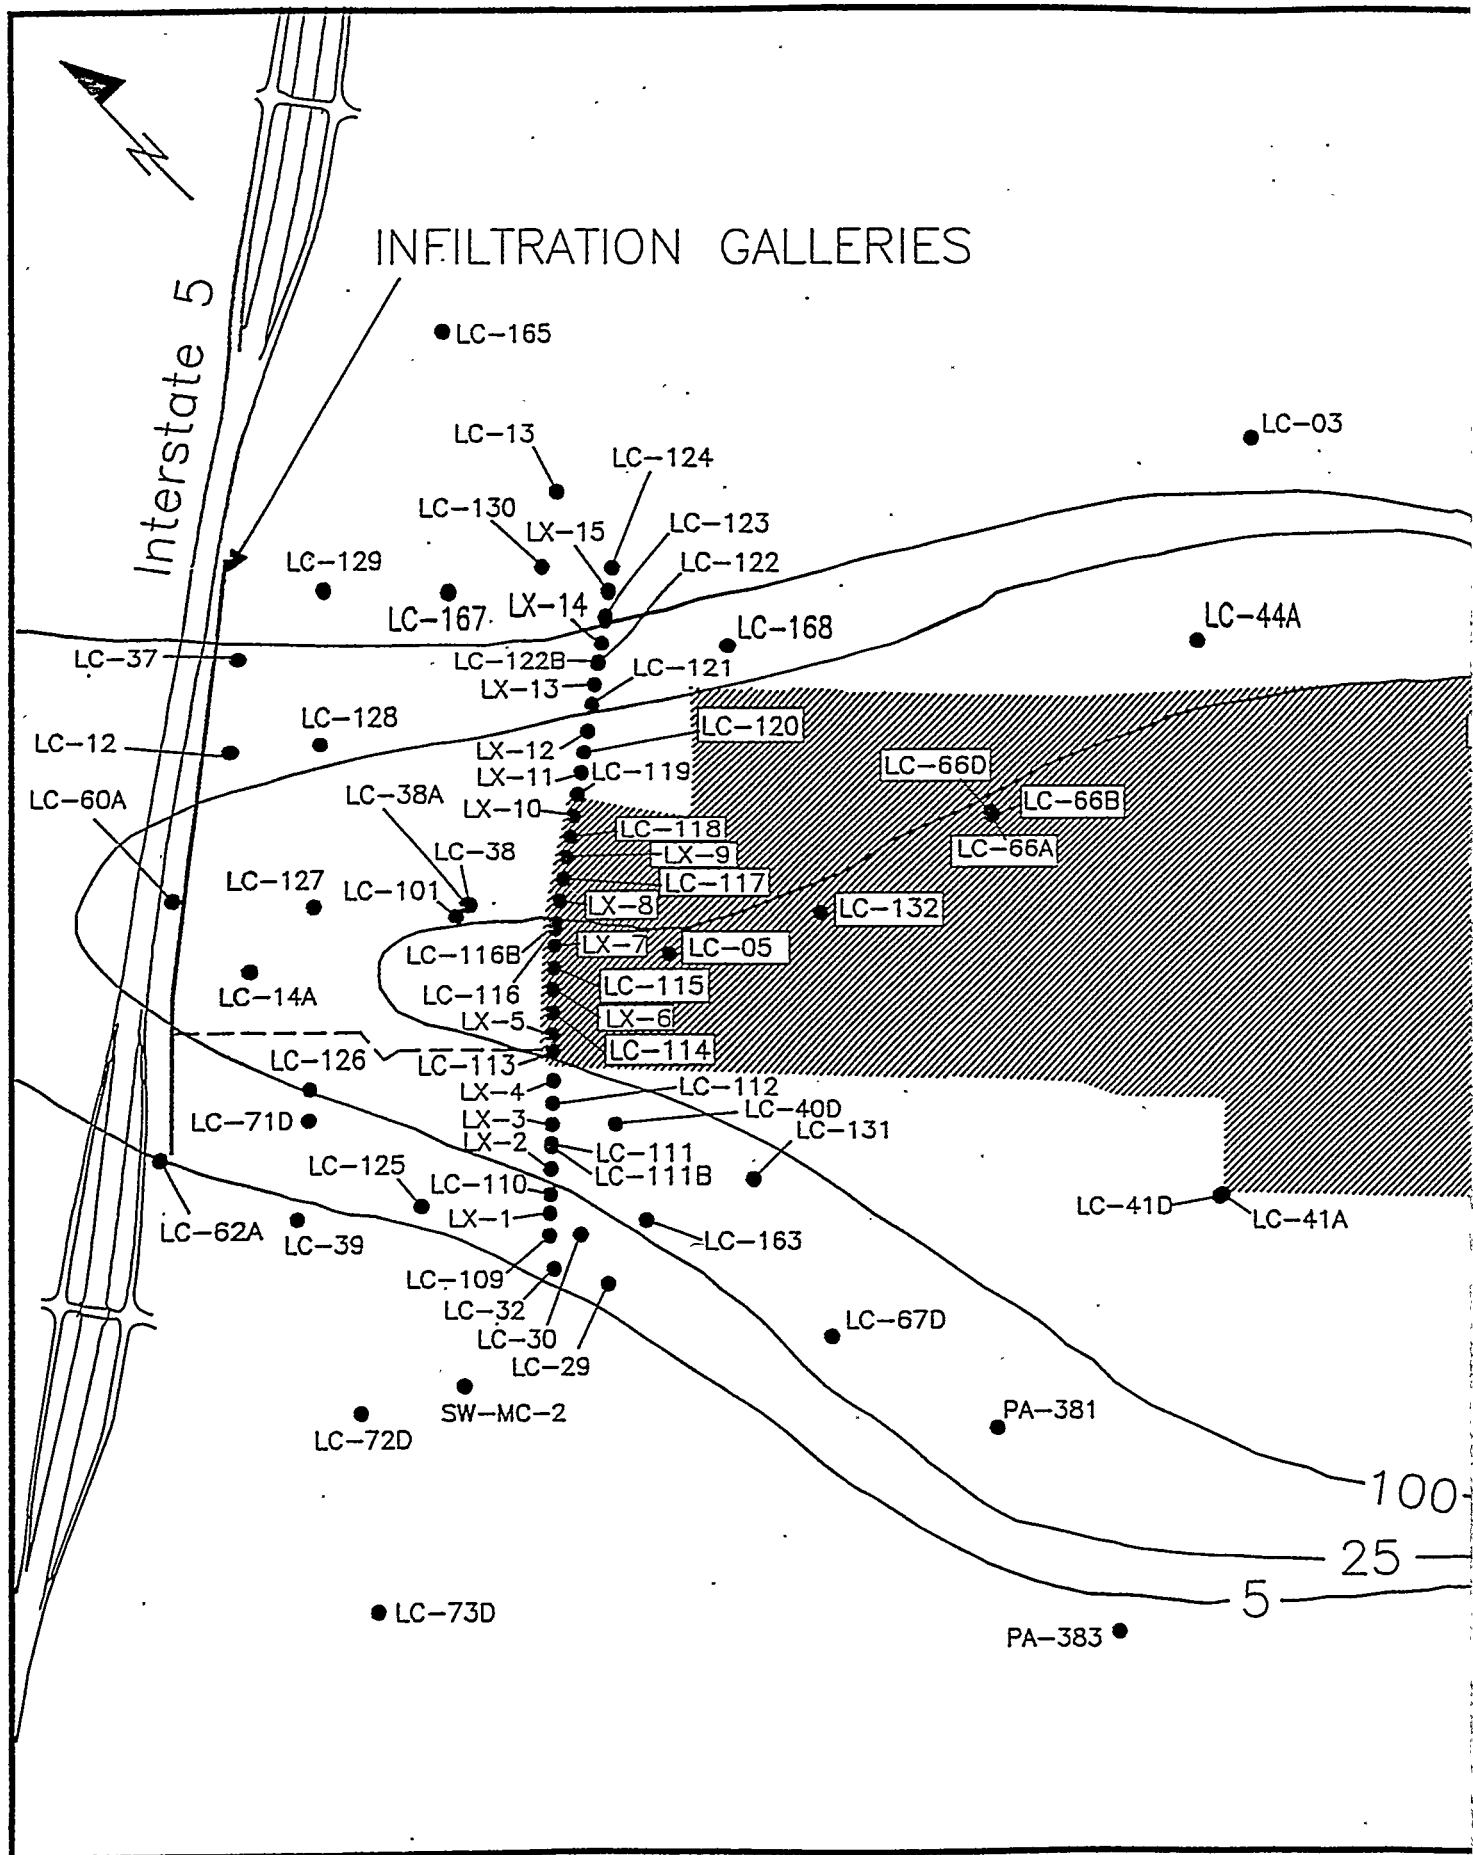 N
INFILTRATION GALLERIES
Interstate 5
LC-165
LC-03
LC-13
LC-124
LC-130
LX-15
LC-123
LC-122
LC-129
LC-167
LX-14
LC-168
LC-44A
LC-37
LC-122B
LC-121
LX-13
LC-128
LC-120
LC-12
LX-12
LC-66D
LX-11
LC-119
LC-60A
LC-38A
LX-10
LC-66B
LC-118
LC-38
LX-9
LC-66A
LC-127
LC-101
LC-117
LX-8
LC-132
LC-116B
LX-7
LC-05
LC-14A
LC-116
LC-115
LX-5
LX-6
LC-126
LC-113
LC-114
LX-4
LC-112
LC-71D
LX-3
LC-40D
LC-131
LX-2
LC-111
LC-125
LC-110
LC-111B
LC-41D
LC-41A
LC-62A
LC-39
LX-1
LC-163
LC-109
LC-32
LC-30
LC-29
LC-67D
SW-MC-2
LC-72D
PA-381
100
25
5
LC-73D
PA-383